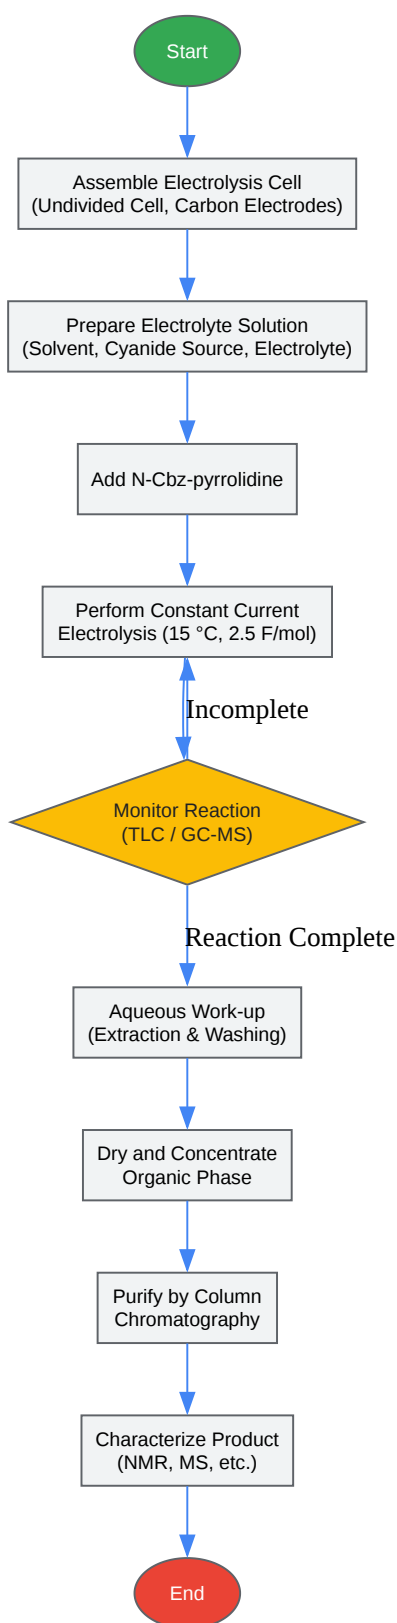 Start
Assemble Electrolysis Cell
(Undivided Cell, Carbon Electrodes)
Prepare Electrolyte Solution
(Solvent, Cyanide Source, Electrolyte)
Add N-Cbz-pyrrolidine
Perform Constant Current
Electrolysis (15 °C, 2.5 F/mol)
Incomplete
Monitor Reaction
(TLC / GC-MS)
Reaction Complete
Aqueous Work-up
(Extraction & Washing)
Dry and Concentrate
Organic Phase
Purify by Column
Chromatography
Characterize Product
(NMR, MS, etc.)
End